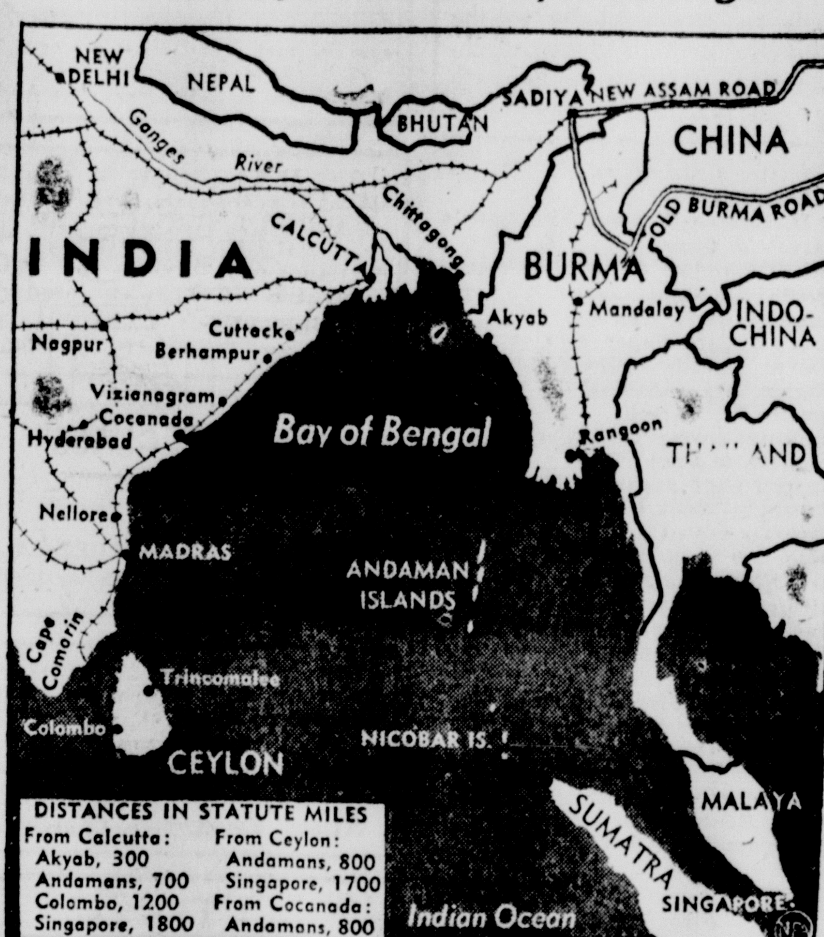 NEW
DELHI
NEPAL
BHUTAN
SADIYA
NEW ASSAM ROAD
CHINA
Ganges
River
Chittagong
OLD BURMA ROAD
CALCUTTA
INDIA
BURMA
Mandalay
Akyab
INDO-
CHINA
Nagpur
Cuttack
Berhampur
Vizianagram
Cocanada
Hyderabad
Bay of Bengal
Rangoon
Nellore
MADRAS
ANDAMAN
ISLANDS
Cape
Comorin
Trincomalee
Colombo
CEYLON
NICOBAR IS.
MALAYA
SUMATRA
SINGAPORE
Indian Ocean
DISTANCES IN STATUTE MILES
From Calcutta:
Akyab, 300
Andamans, 700
Colombo, 1200
Singapore, 1800
From Ceylon:
Andamans, 800
Singapore, 1700
From Cocanada:
Andamans, 800